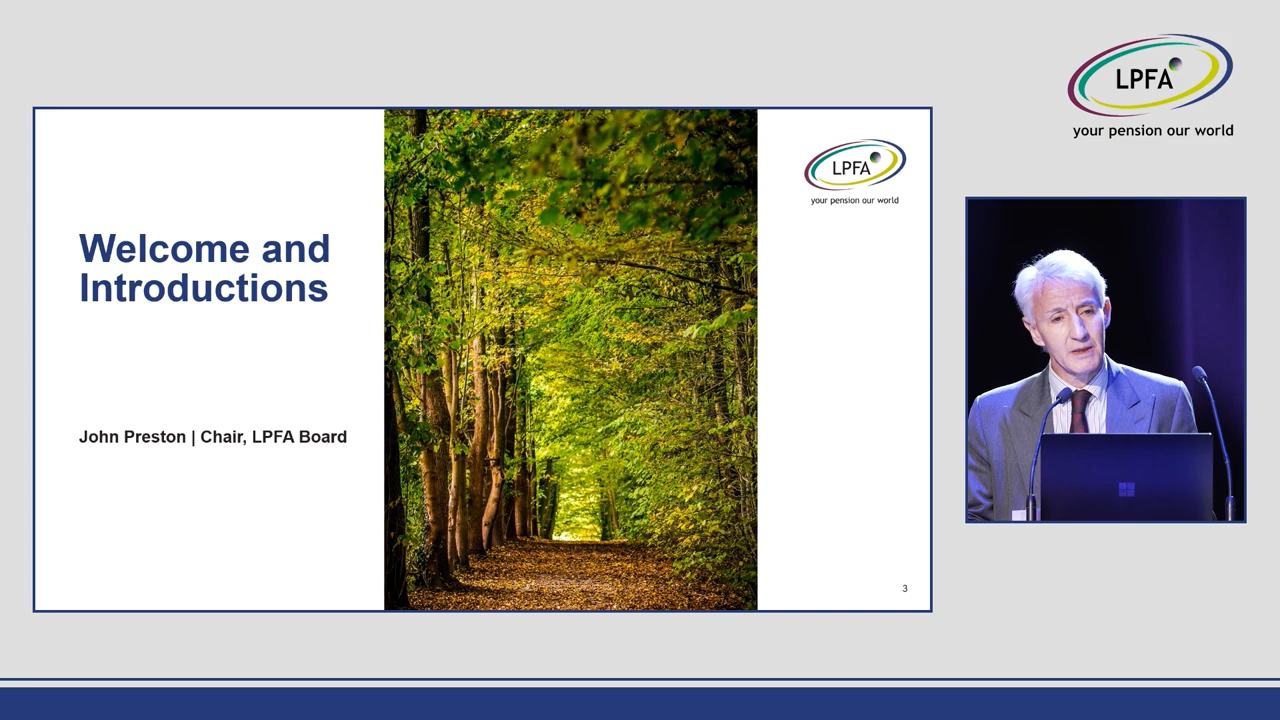 LPFA
your pension our world
LPFA
your pension our world
Welcome and
Introductions
John Preston | Chair, LPFA Board
3